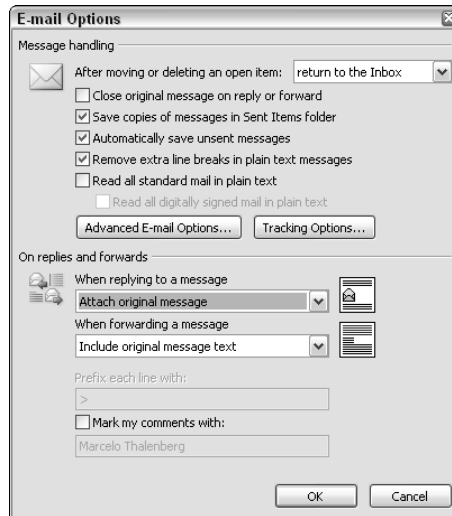 E-mail Options
Message handling
After moving or deleting an open item: return to the Inbox
Close original message on reply or forward
Save copies of messages in Sent Items folder
Automatically save unsent messages
Remove extra line breaks in plain text messages
Read all standard mail in plain text
Read all digitally signed mail in plain text
Advanced E-mail Options... Tracking Options...
On replies and forwards
When replying to a message
Attach original message
When forwarding a message
Include original message text
Prefix each line with:
>
Mark my comments with:
Marcelo Thalenberg
OK Cancel